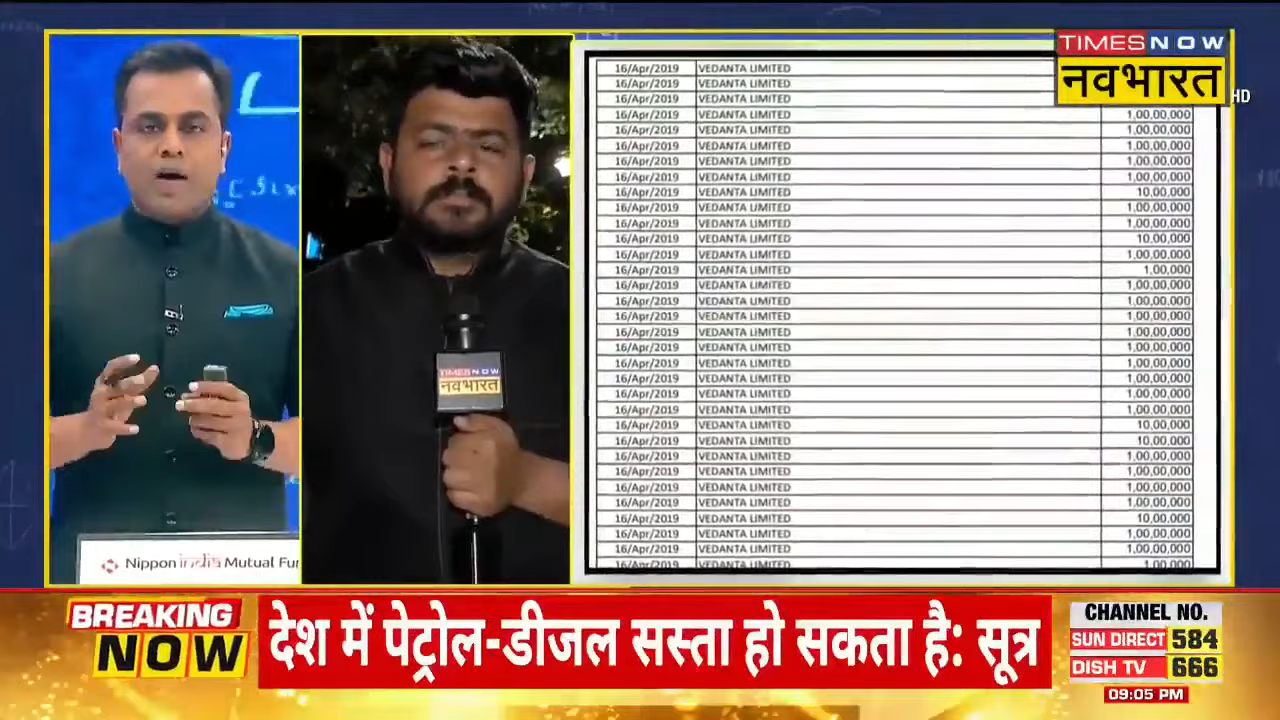 TIMES NOW
नवभारत
HD
16/Apr/2019 VEDANTA LIMITED
16/Apr/2019 VEDANTA LIMITED
16/Apr/2019 VEDANTA LIMITED
16/Apr/2019 VEDANTA LIMITED 1,00,00,000
16/Apr/2019 VEDANTA LIMITED 1,00,00,000
16/Apr/2019 VEDANTA LIMITED 1,00,00,000
16/Apr/2019 VEDANTA LIMITED 1,00,00,000
16/Apr/2019 VEDANTA LIMITED 1,00,00,000
16/Apr/2019 VEDANTA LIMITED 10,00,000
16/Apr/2019 VEDANTA LIMITED 1,00,00,000
16/Apr/2019 VEDANTA LIMITED 1,00,00,000
16/Apr/2019 VEDANTA LIMITED 10,00,000
16/Apr/2019 VEDANTA LIMITED 1,00,00,000
16/Apr/2019 VEDANTA LIMITED 1,00,000
16/Apr/2019 VEDANTA LIMITED 1,00,00,000
16/Apr/2019 VEDANTA LIMITED 1,00,00,000
16/Apr/2019 VEDANTA LIMITED 1,00,00,000
16/Apr/2019 VEDANTA LIMITED 1,00,00,000
16/Apr/2019 VEDANTA LIMITED 1,00,00,000
16/Apr/2019 VEDANTA LIMITED 1,00,00,000
16/Apr/2019 VEDANTA LIMITED 1,00,00,000
16/Apr/2019 VEDANTA LIMITED 1,00,00,000
16/Apr/2019 VEDANTA LIMITED 1,00,00,000
16/Apr/2019 VEDANTA LIMITED 10,00,000
16/Apr/2019 VEDANTA LIMITED 10,00,000
16/Apr/2019 VEDANTA LIMITED 1,00,00,000
16/Apr/2019 VEDANTA LIMITED 1,00,00,000
16/Apr/2019 VEDANTA LIMITED 1,00,00,000
16/Apr/2019 VEDANTA LIMITED 1,00,00,000
16/Apr/2019 VEDANTA LIMITED 10,00,000
16/Apr/2019 VEDANTA LIMITED 1,00,00,000
16/Apr/2019 VEDANTA LIMITED 1,00,00,000
16/Apr/2019 VEDANTA LIMITED 1,00,000
TIMES NOW
नवभारत
Nippon india Mutual Fu
BREAKING
NOW
देश में पेट्रोल-डीजल सस्ता हो सकता है: सूत्र
CHANNEL NO.
SUN DIRECT 584
DISH TV 666
09:05 PM